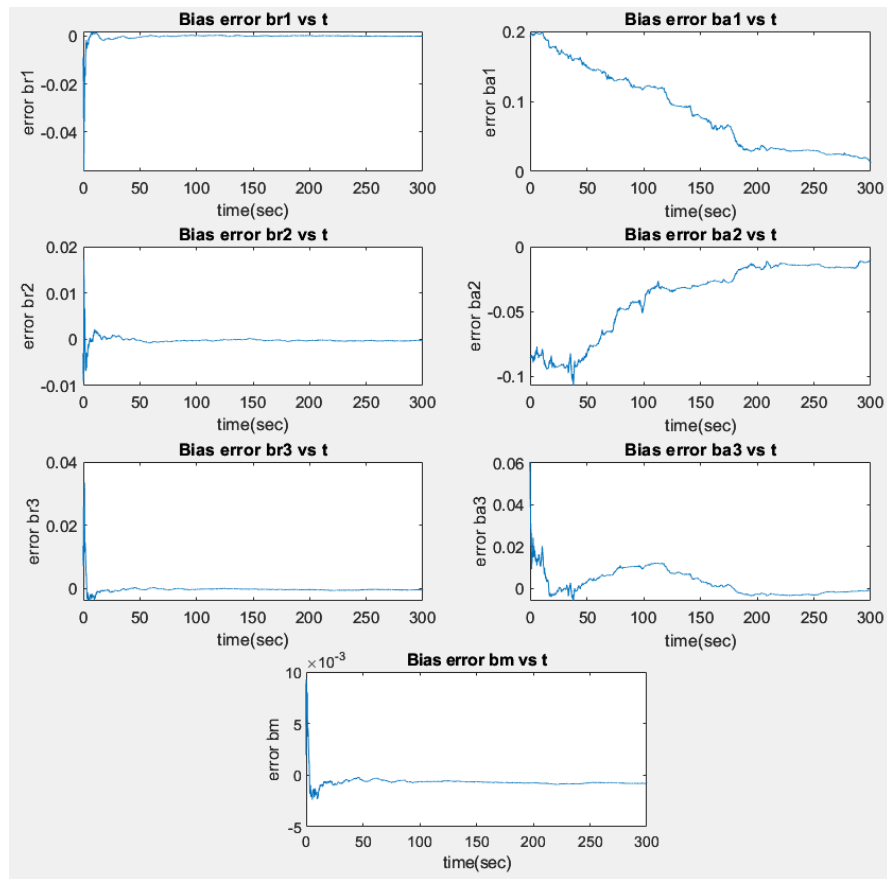 Bias error br1 vs t
0
-0.02
-0.04
error br1
0 50 100 150 200 250 300
time(sec)
Bias error ba1 vs t
0.2
0.1
0
error ba1
0 50 100 150 200 250 300
time(sec)
Bias error br2 vs t
0.02
0.01
0
-0.01
error br2
0 50 100 150 200 250 300
time(sec)
Bias error ba2 vs t
0
-0.05
-0.1
error ba2
0 50 100 150 200 250 300
time(sec)
Bias error br3 vs t
0.04
0.02
0
error br3
0 50 100 150 200 250 300
time(sec)
Bias error ba3 vs t
0.06
0.04
0.02
0
error ba3
0 50 100 150 200 250 300
time(sec)
Bias error bm vs t
×10⁻³
10
5
0
-5
error bm
0 50 100 150 200 250 300
time(sec)